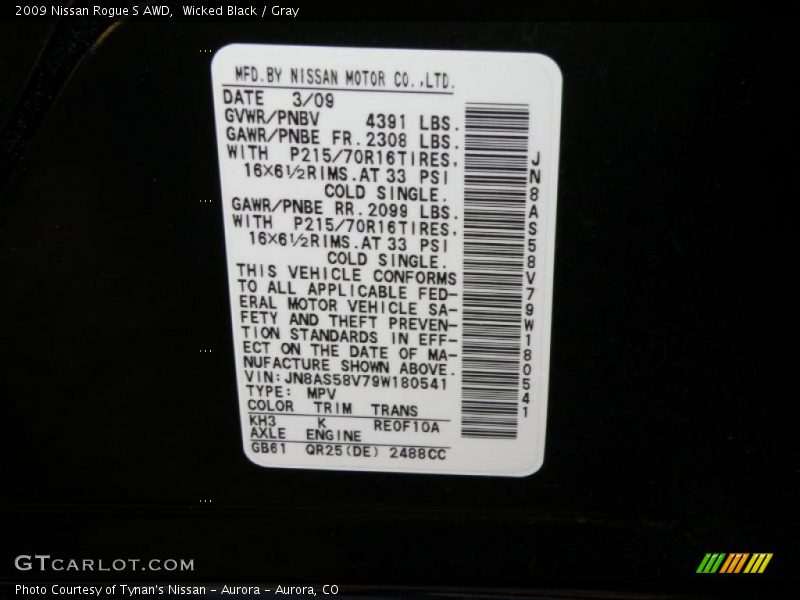 2009 Nissan Rogue S AWD,  Wicked Black / Gray
MFD.BY NISSAN MOTOR CO.,LTD.
DATE 3/09
GVWR/PNBV 4391 LBS.
GAWR/PNBE FR.2308 LBS.
WITH P215/70R16TIRES,
16×6½RIMS.AT 33 PSI
COLD SINGLE.
GAWR/PNBE RR.2099 LBS.
WITH P215/70R16TIRES,
16×6½RIMS.AT 33 PSI
COLD SINGLE.
THIS VEHICLE CONFORMS
TO ALL APPLICABLE FED-
ERAL MOTOR VEHICLE SA-
FETY AND THEFT PREVEN-
TION STANDARDS IN EFF-
ECT ON THE DATE OF MA-
NUFACTURE SHOWN ABOVE.
VIN:JN8AS58V79W180541
TYPE: MPV
COLOR TRIM TRANS
KH3 K RE0F10A
AXLE ENGINE
GB61 QR25(DE) 2488CC
JN8AS58V79W180541
GTCARLOT.COM
Photo Courtesy of Tynan's Nissan - Aurora - Aurora, CO